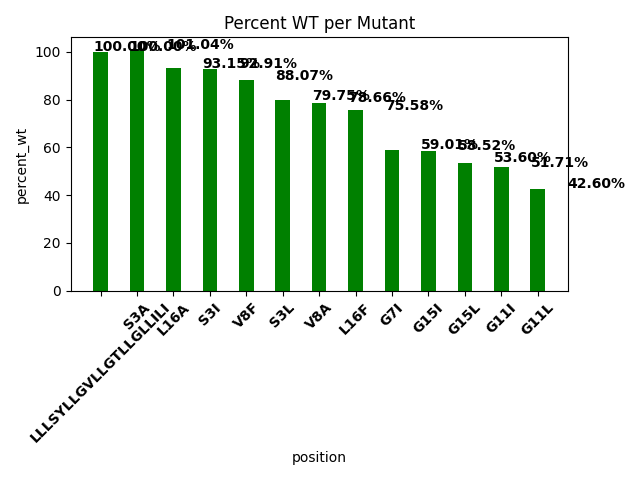 Percent WT per Mutant
percent_wt
100
80
60
40
20
0
100.00%
100.00%
101.04%
93.15%
92.91%
88.07%
79.75%
78.66%
75.58%
59.01%
58.52%
53.60%
51.71%
42.60%
LLLSYLLGVLLGTLLGLLILI
S3A
L16A
S3I
V8F
S3L
V8A
L16F
G7I
G15I
G15L
G11I
G11L
position